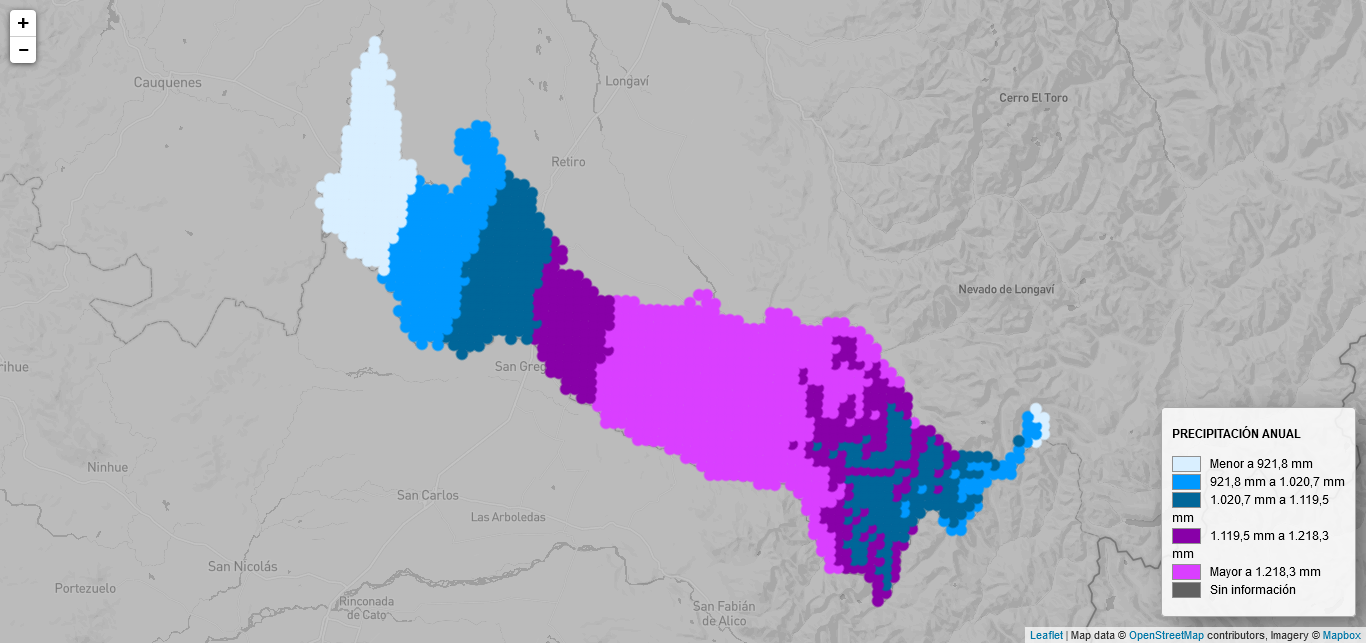 +
−
Cauquenes
Longaví
Cerro El Toro
Retiro
Nevado de Longaví
San Greg
rihue
Ninhue
San Carlos
Las Arboledas
San Nicolás
Portezuelo
Rinconada
de Cato
San Fabián
de Alico
PRECIPITACIÓN ANUAL
Menor a 921,8 mm
921,8 mm a 1.020,7 mm
1.020,7 mm a 1.119,5
mm
1.119,5 mm a 1.218,3
mm
Mayor a 1.218,3 mm
Sin información
Leaflet | Map data © OpenStreetMap contributors, Imagery © Mapbox